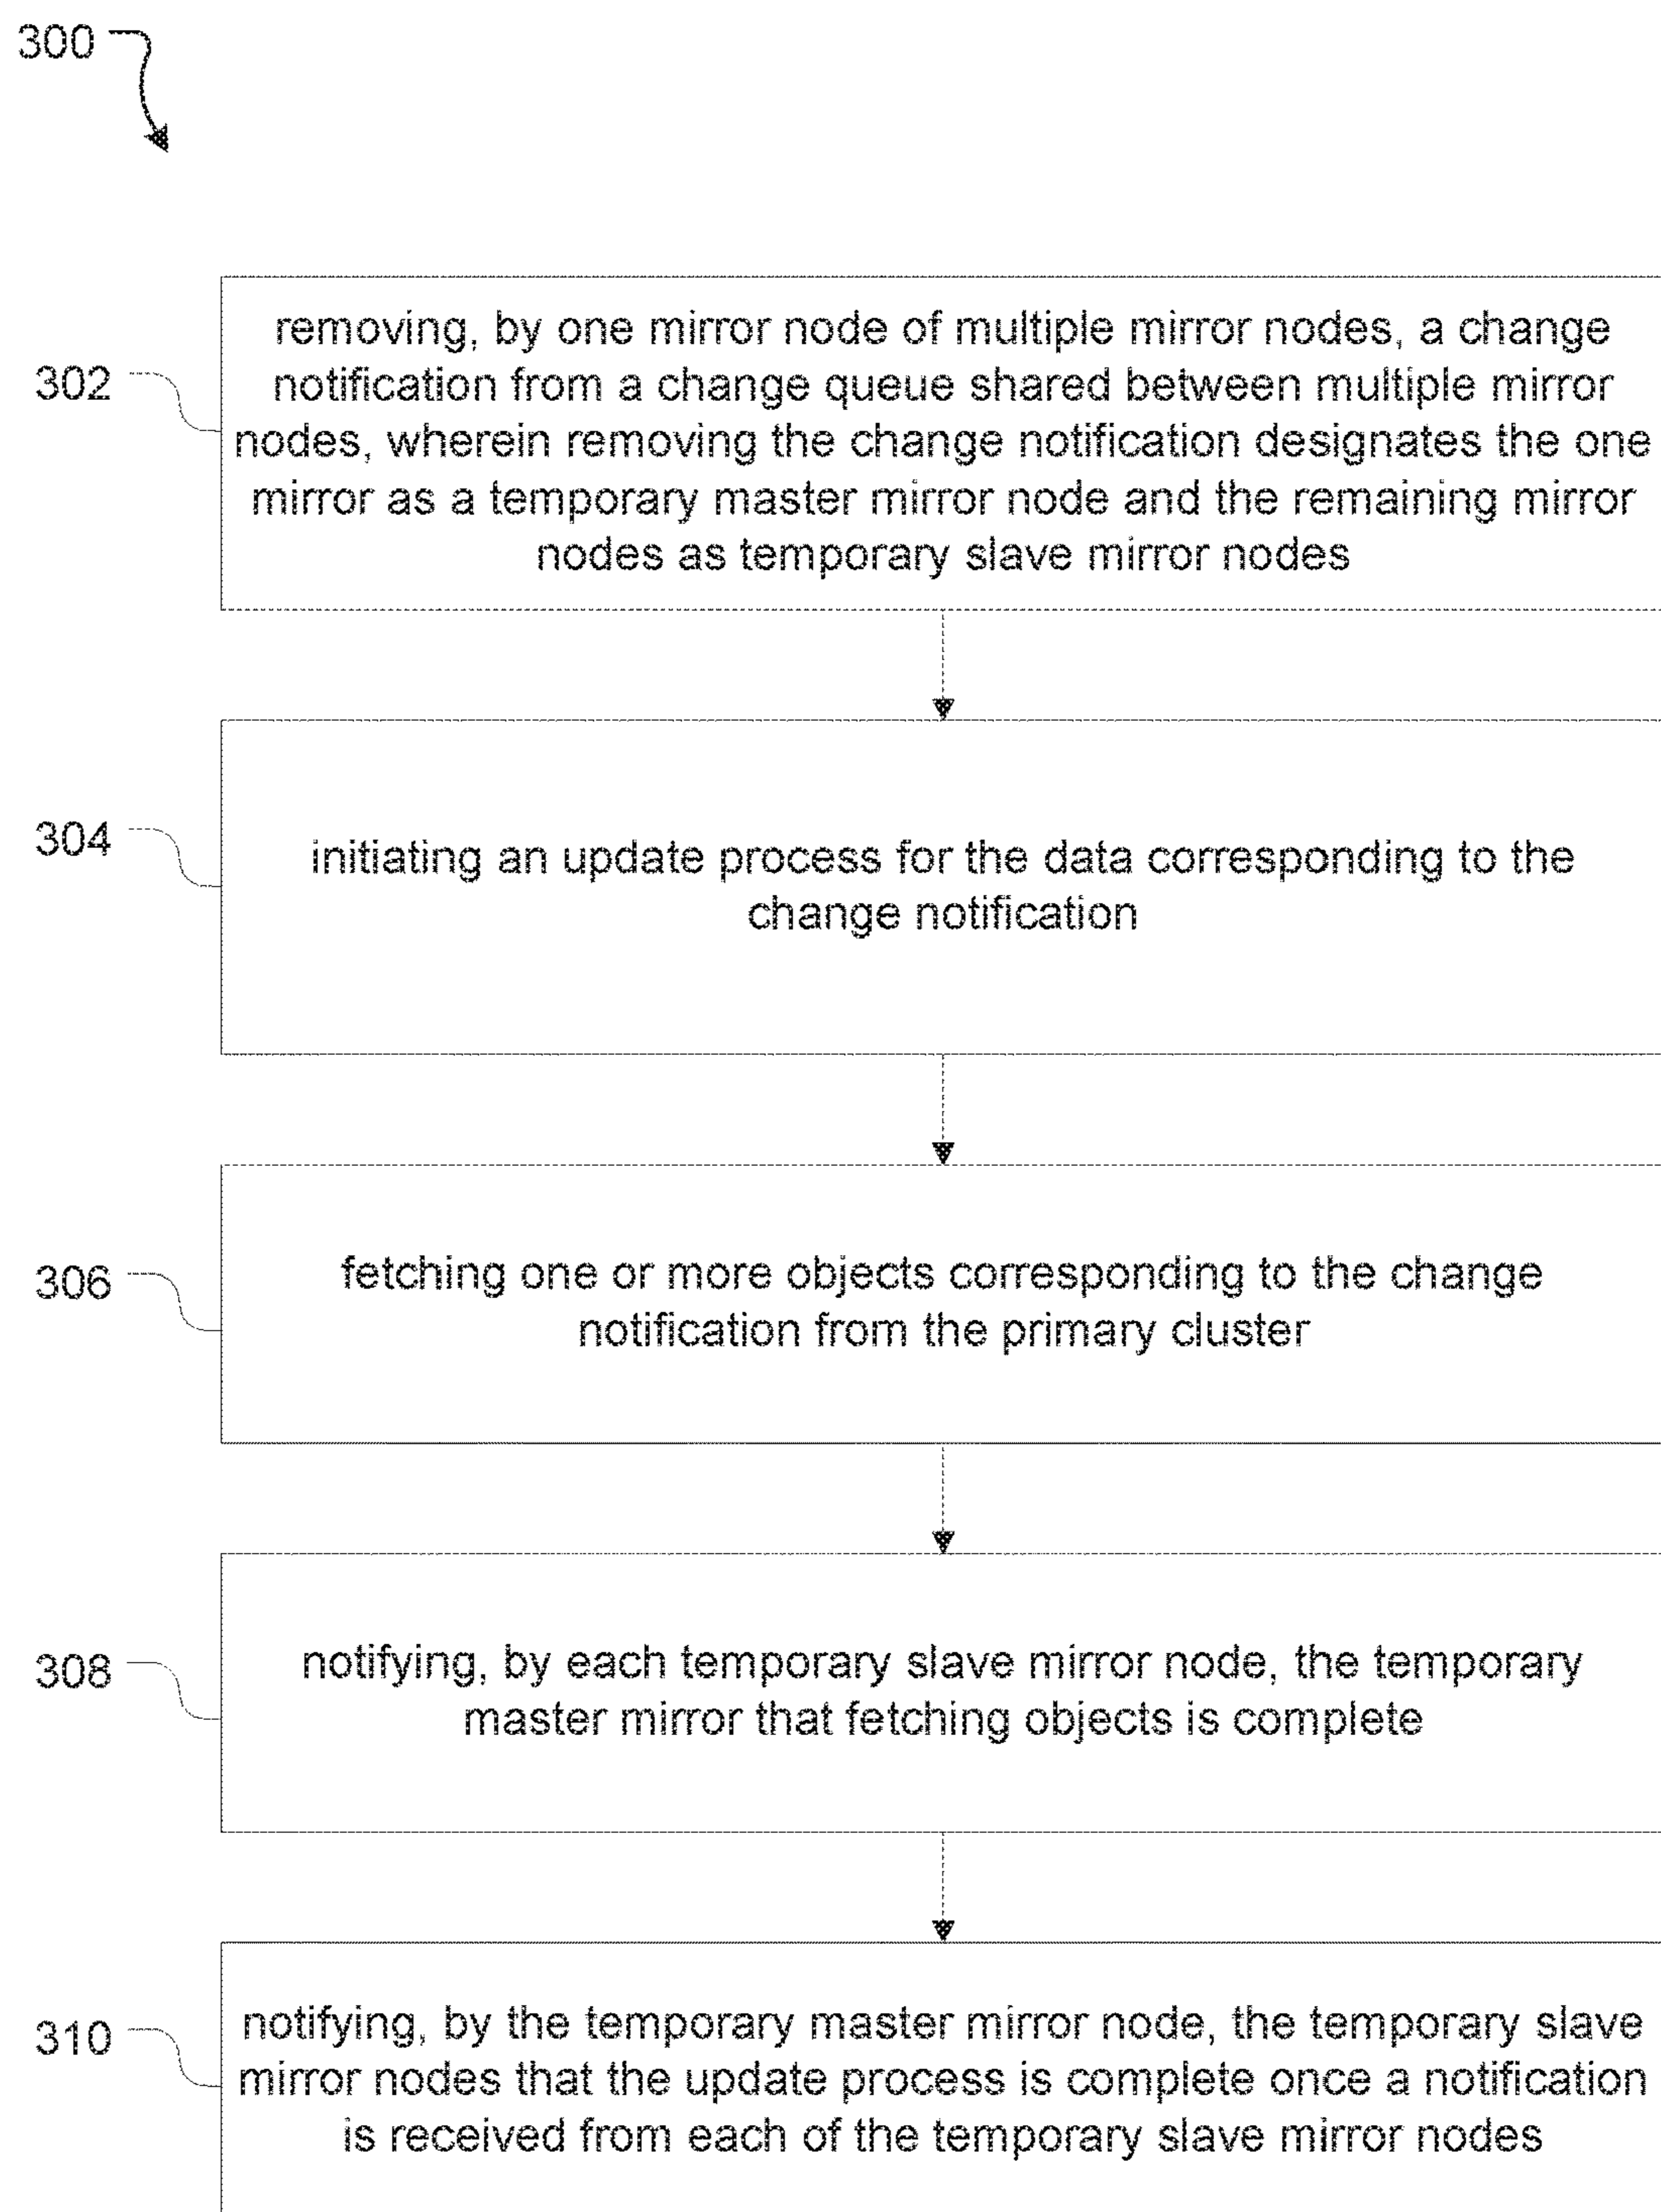 300
302
removing, by one mirror node of multiple mirror nodes, a change
notification from a change queue shared between multiple mirror
nodes, wherein removing the change notification designates the one
mirror as a temporary master mirror node and the remaining mirror
nodes as temporary slave mirror nodes
304
initiating an update process for the data corresponding to the
change notification
306
fetching one or more objects corresponding to the change
notification from the primary cluster
308
notifying, by each temporary slave mirror node, the temporary
master mirror that fetching objects is complete
310
notifying, by the temporary master mirror node, the temporary slave
mirror nodes that the update process is complete once a notification
is received from each of the temporary slave mirror nodes